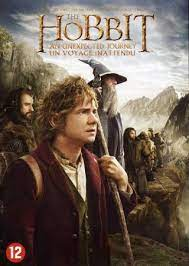 THE
HOBBIT
AN UNEXPECTED JOURNEY
UN VOYAGE INATTENDU
12